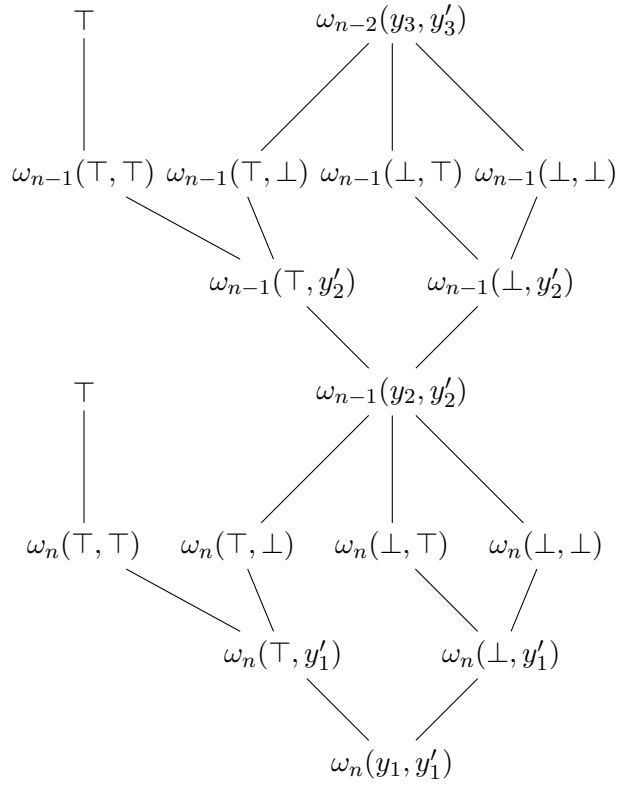 ⊤ ω_{n−2}(y_3, y′_3)
ω_{n−1}(⊤, ⊤) ω_{n−1}(⊤, ⊥) ω_{n−1}(⊥, ⊤) ω_{n−1}(⊥, ⊥)
ω_{n−1}(⊤, y′_2) ω_{n−1}(⊥, y′_2)
⊤ ω_{n−1}(y_2, y′_2)
ω_n(⊤, ⊤) ω_n(⊤, ⊥) ω_n(⊥, ⊤) ω_n(⊥, ⊥)
ω_n(⊤, y′_1) ω_n(⊥, y′_1)
ω_n(y_1, y′_1)